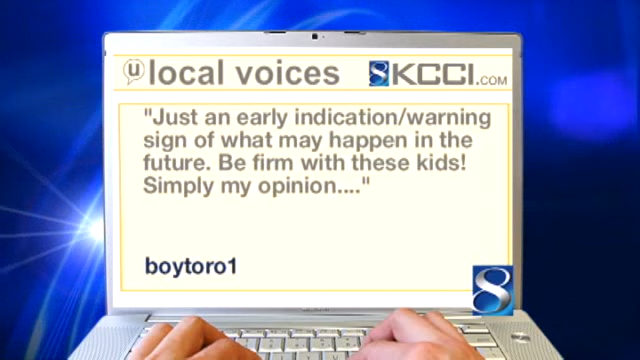 u local voices 8 KCCI.COM
"Just an early indication/warning
sign of what may happen in the
future. Be firm with these kids!
Simply my opinion...."
boytoro1
8